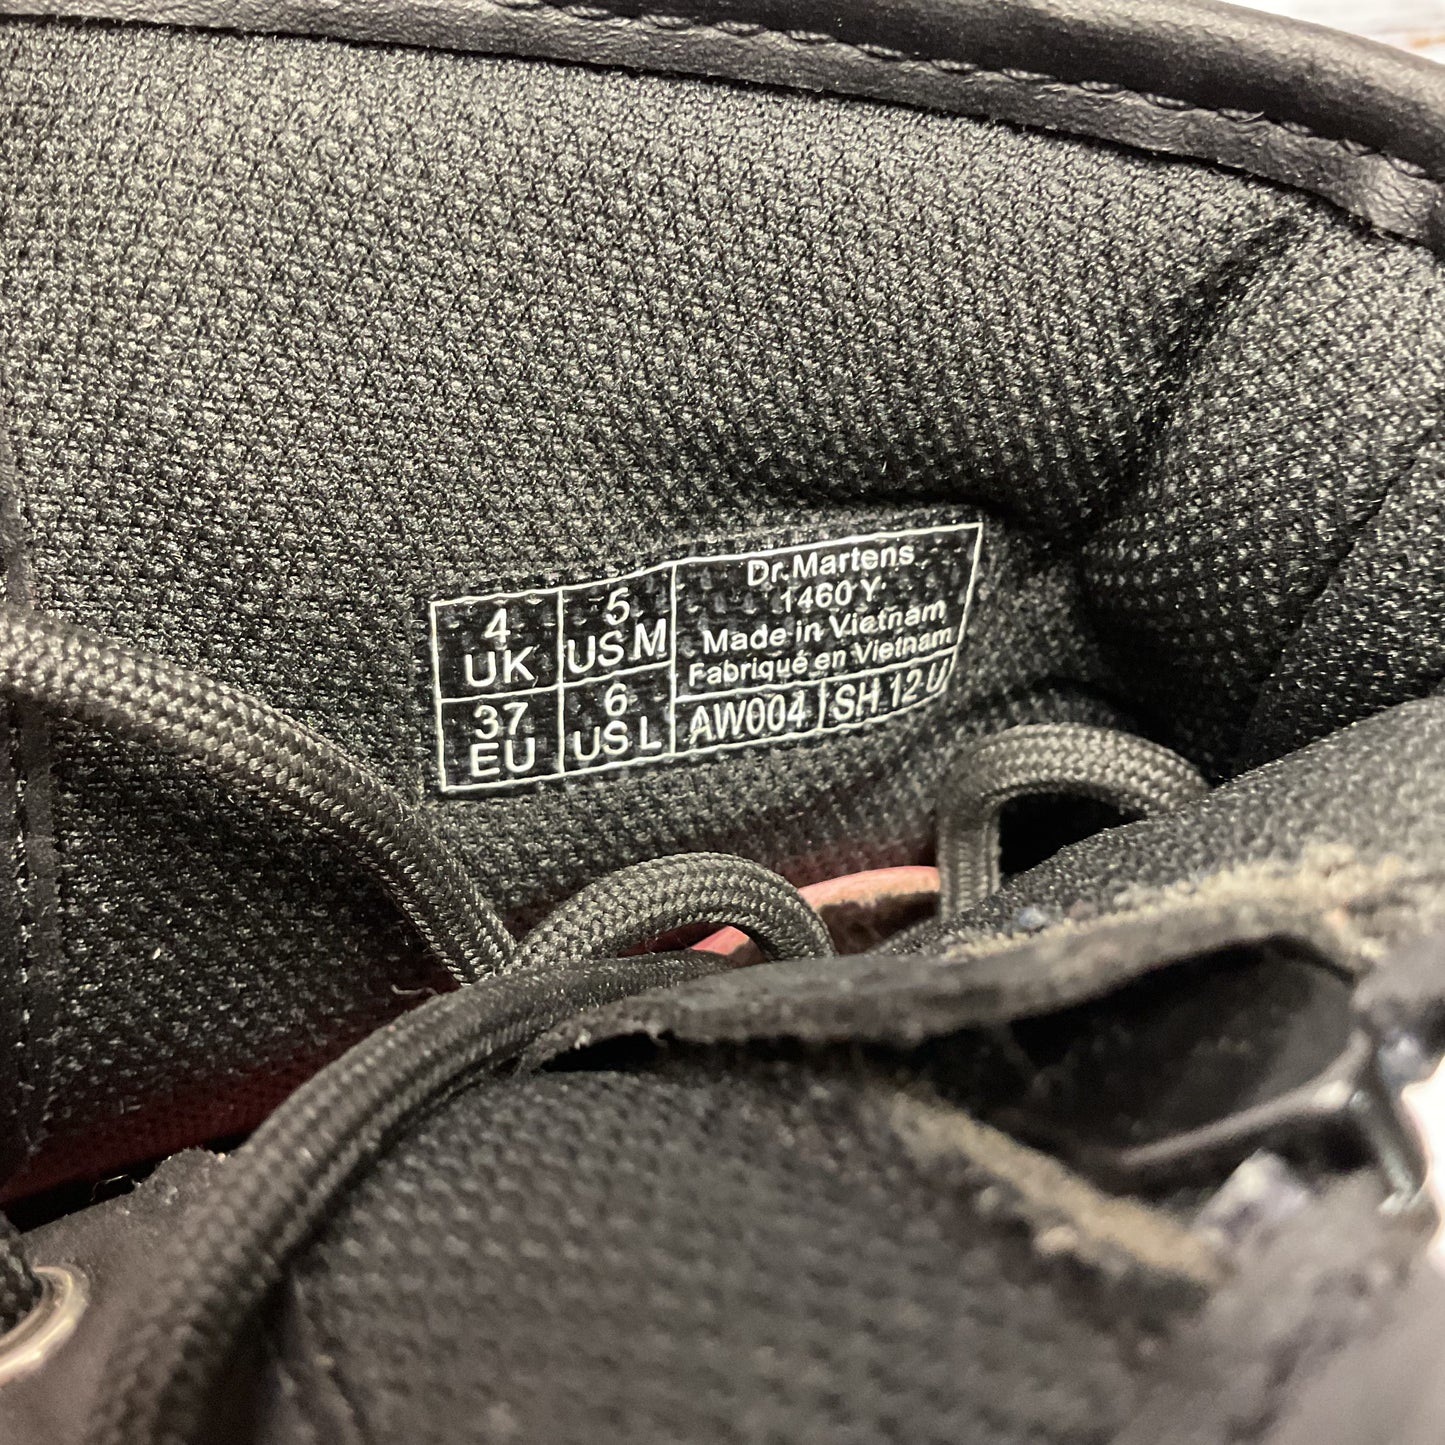 4
UK
5
US M
37
EU
6
US L
Dr.Martens
1460 Y
Made in Vietnam
Fabriqué en Vietnam
AW004
SH 12 U